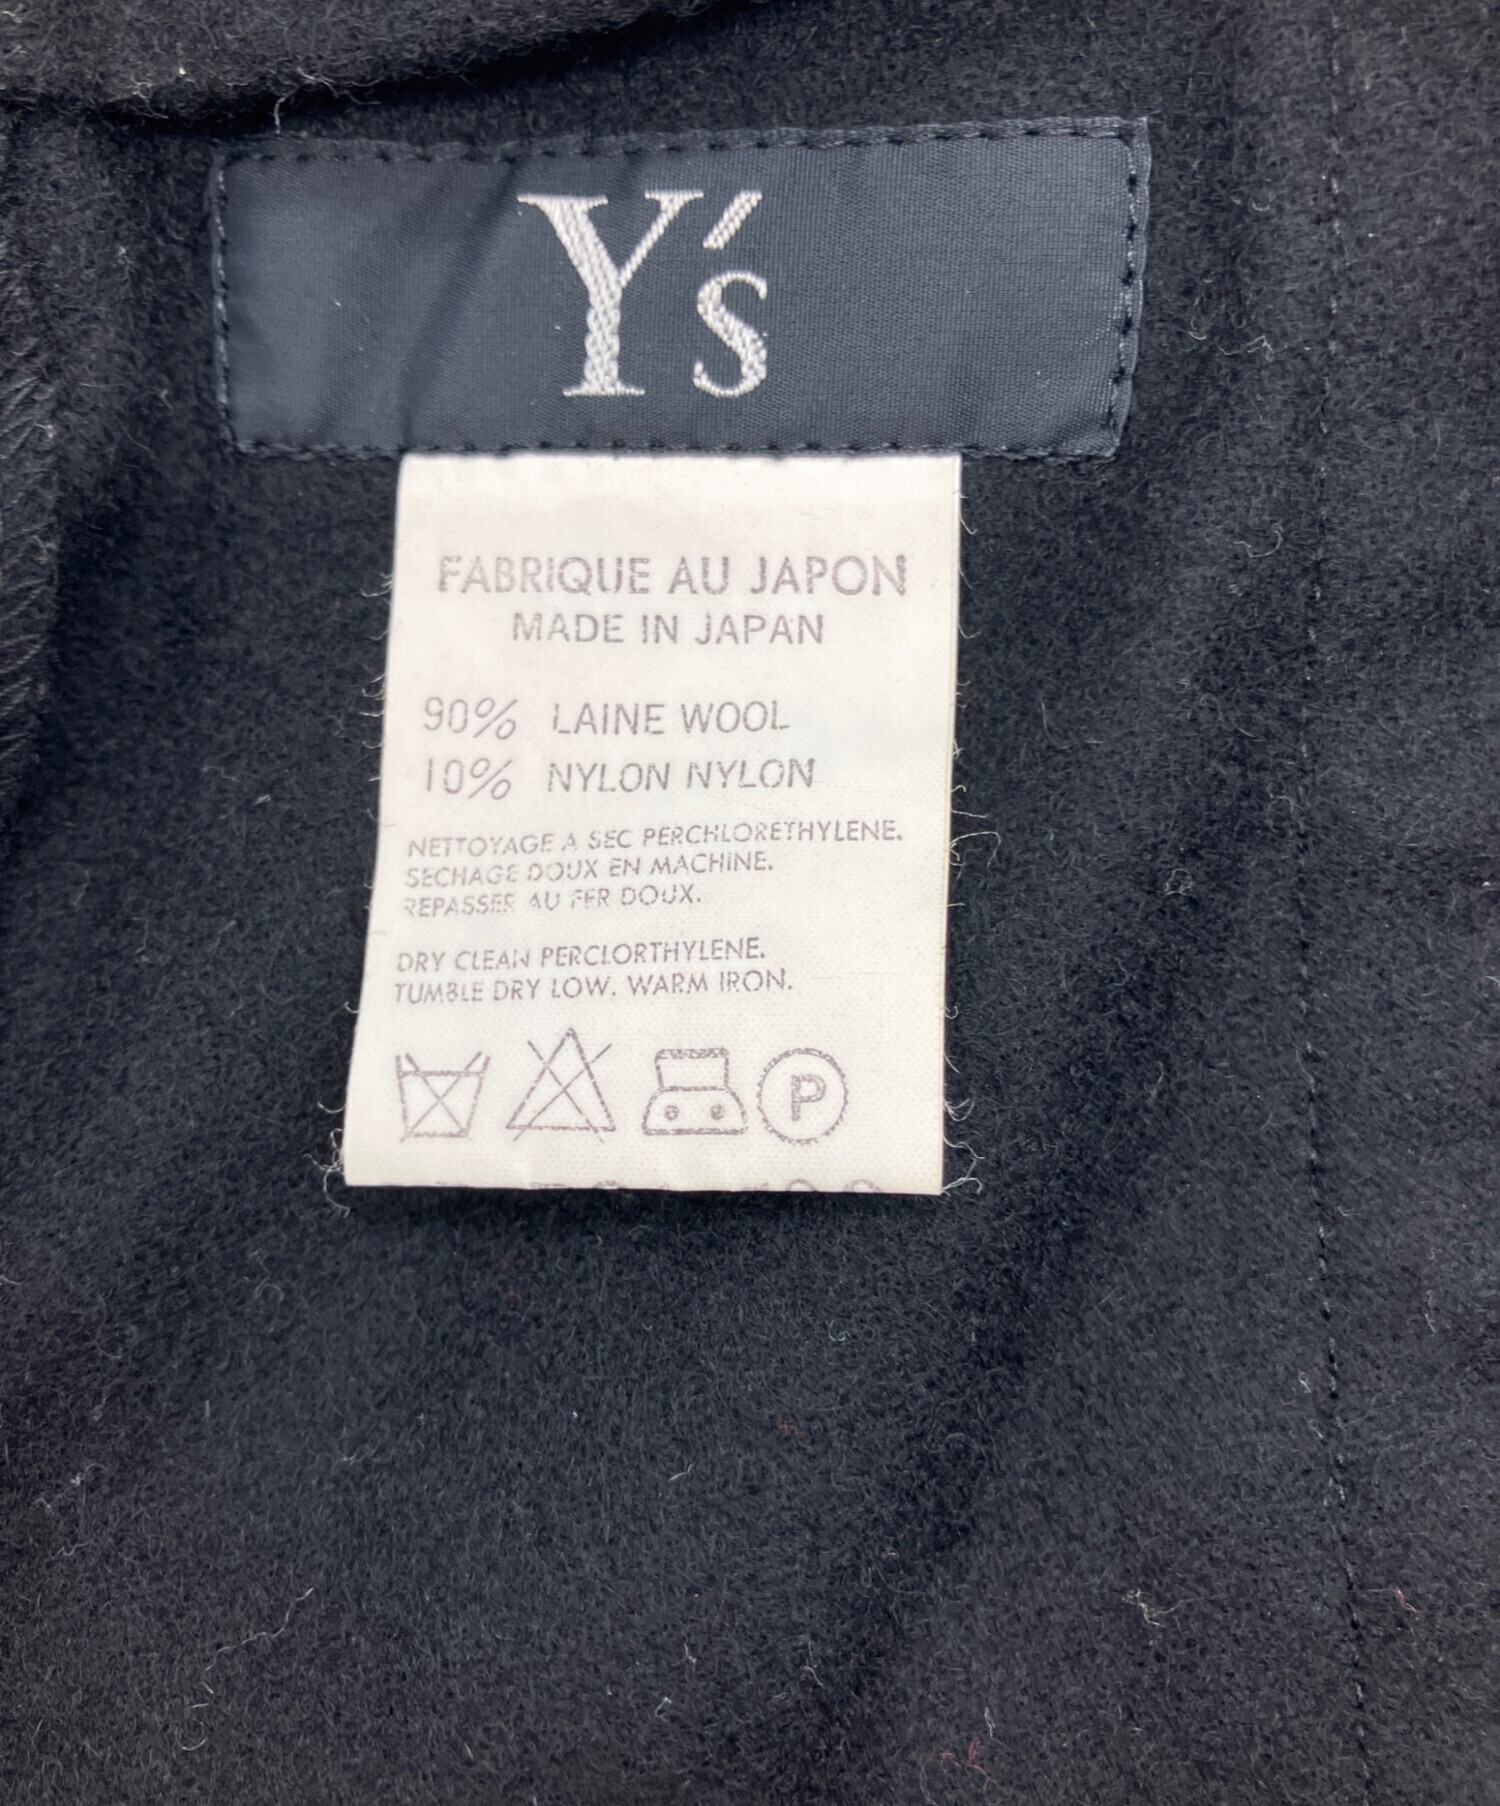 Y's
FABRIQUE AU JAPON
MADE IN JAPAN
90% LAINE WOOL
10% NYLON NYLON
NETTOYAGE A SEC PERCHLORETHYLENE.
SECHAGE DOUX EN MACHINE.
REPASSER AU FER DOUX.
DRY CLEAN PERCLORTHYLENE.
TUMBLE DRY LOW. WARM IRON.
P